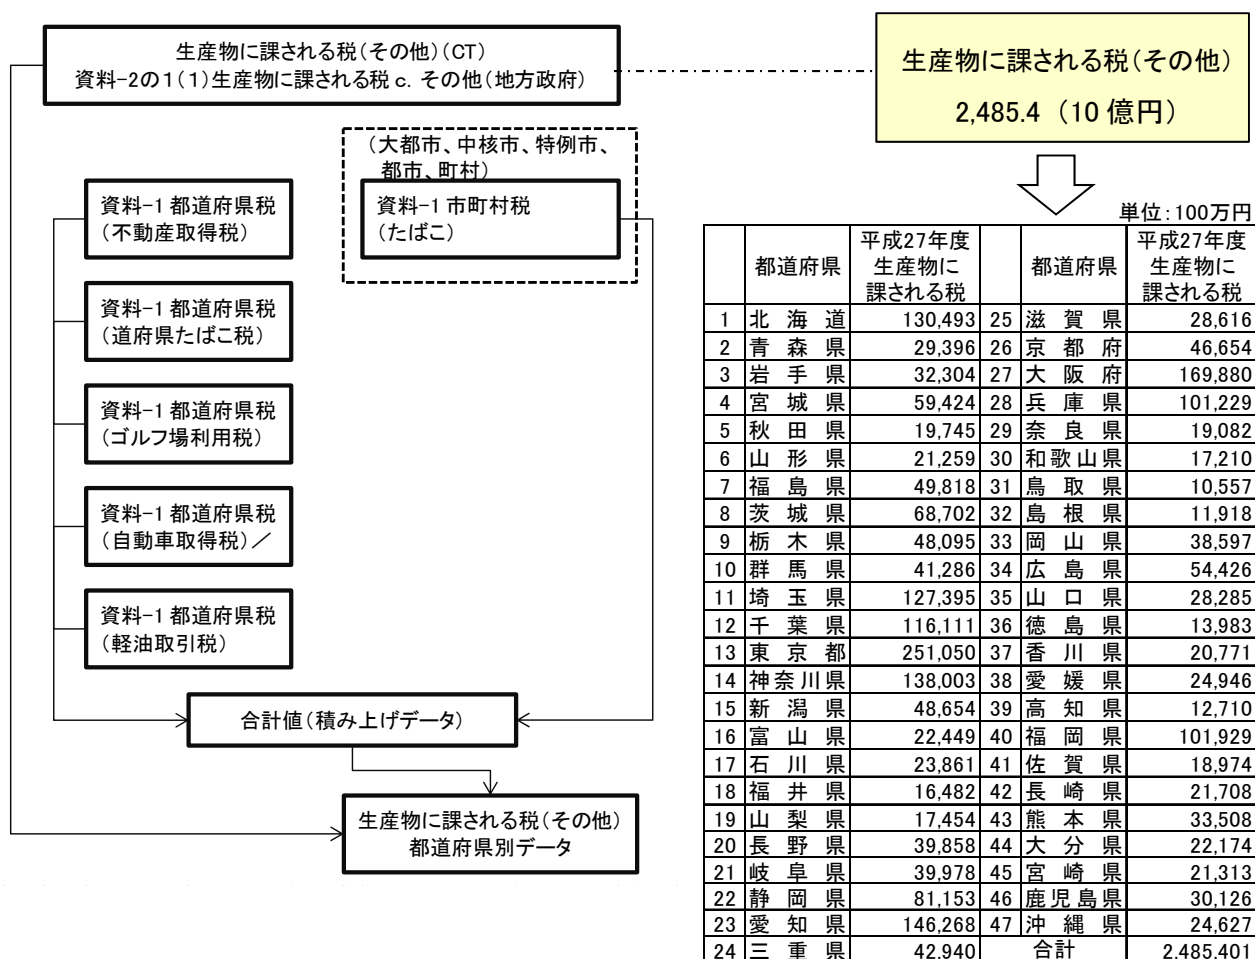 生産物に課される税（その他）（CT）
資料-2の1（1）生産物に課される税 c. その他（地方政府）
生産物に課される税（その他）
2,485.4 （10 億円）
（大都市、中核市、特例市、
都市、町村）
資料-1 市町村税
（たばこ）
資料-1 都道府県税
（不動産取得税）
資料-1 都道府県税
（道府県たばこ税）
資料-1 都道府県税
（ゴルフ場利用税）
資料-1 都道府県税
（自動車取得税）／
資料-1 都道府県税
（軽油取引税）
合計値（積み上げデータ）
生産物に課される税（その他）
都道府県別データ
単位：100万円
都道府県 平成27年度 生産物に 課される税 都道府県 平成27年度 生産物に 課される税
1 北海道 130,493 25 滋賀県 28,616
2 青森県 29,396 26 京都府 46,654
3 岩手県 32,304 27 大阪府 169,880
4 宮城県 59,424 28 兵庫県 101,229
5 秋田県 19,745 29 奈良県 19,082
6 山形県 21,259 30 和歌山県 17,210
7 福島県 49,818 31 鳥取県 10,557
8 茨城県 68,702 32 島根県 11,918
9 栃木県 48,095 33 岡山県 38,597
10 群馬県 41,286 34 広島県 54,426
11 埼玉県 127,395 35 山口県 28,285
12 千葉県 116,111 36 徳島県 13,983
13 東京都 251,050 37 香川県 20,771
14 神奈川県 138,003 38 愛媛県 24,946
15 新潟県 48,654 39 高知県 12,710
16 富山県 22,449 40 福岡県 101,929
17 石川県 23,861 41 佐賀県 18,974
18 福井県 16,482 42 長崎県 21,708
19 山梨県 17,454 43 熊本県 33,508
20 長野県 39,858 44 大分県 22,174
21 岐阜県 39,978 45 宮崎県 21,313
22 静岡県 81,153 46 鹿児島県 30,126
23 愛知県 146,268 47 沖縄県 24,627
24 三重県 42,940 合計 2,485,401